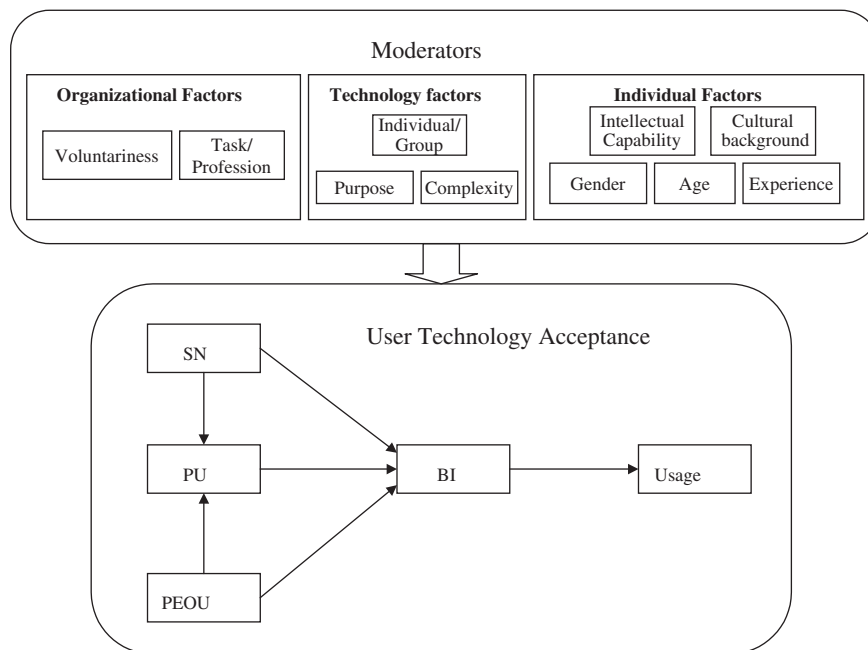 Moderators
Organizational Factors
Voluntariness
Task/
Profession
Technology factors
Individual/
Group
Purpose
Complexity
Individual Factors
Intellectual
Capability
Cultural
background
Gender
Age
Experience
User Technology Acceptance
SN
PU
BI
Usage
PEOU